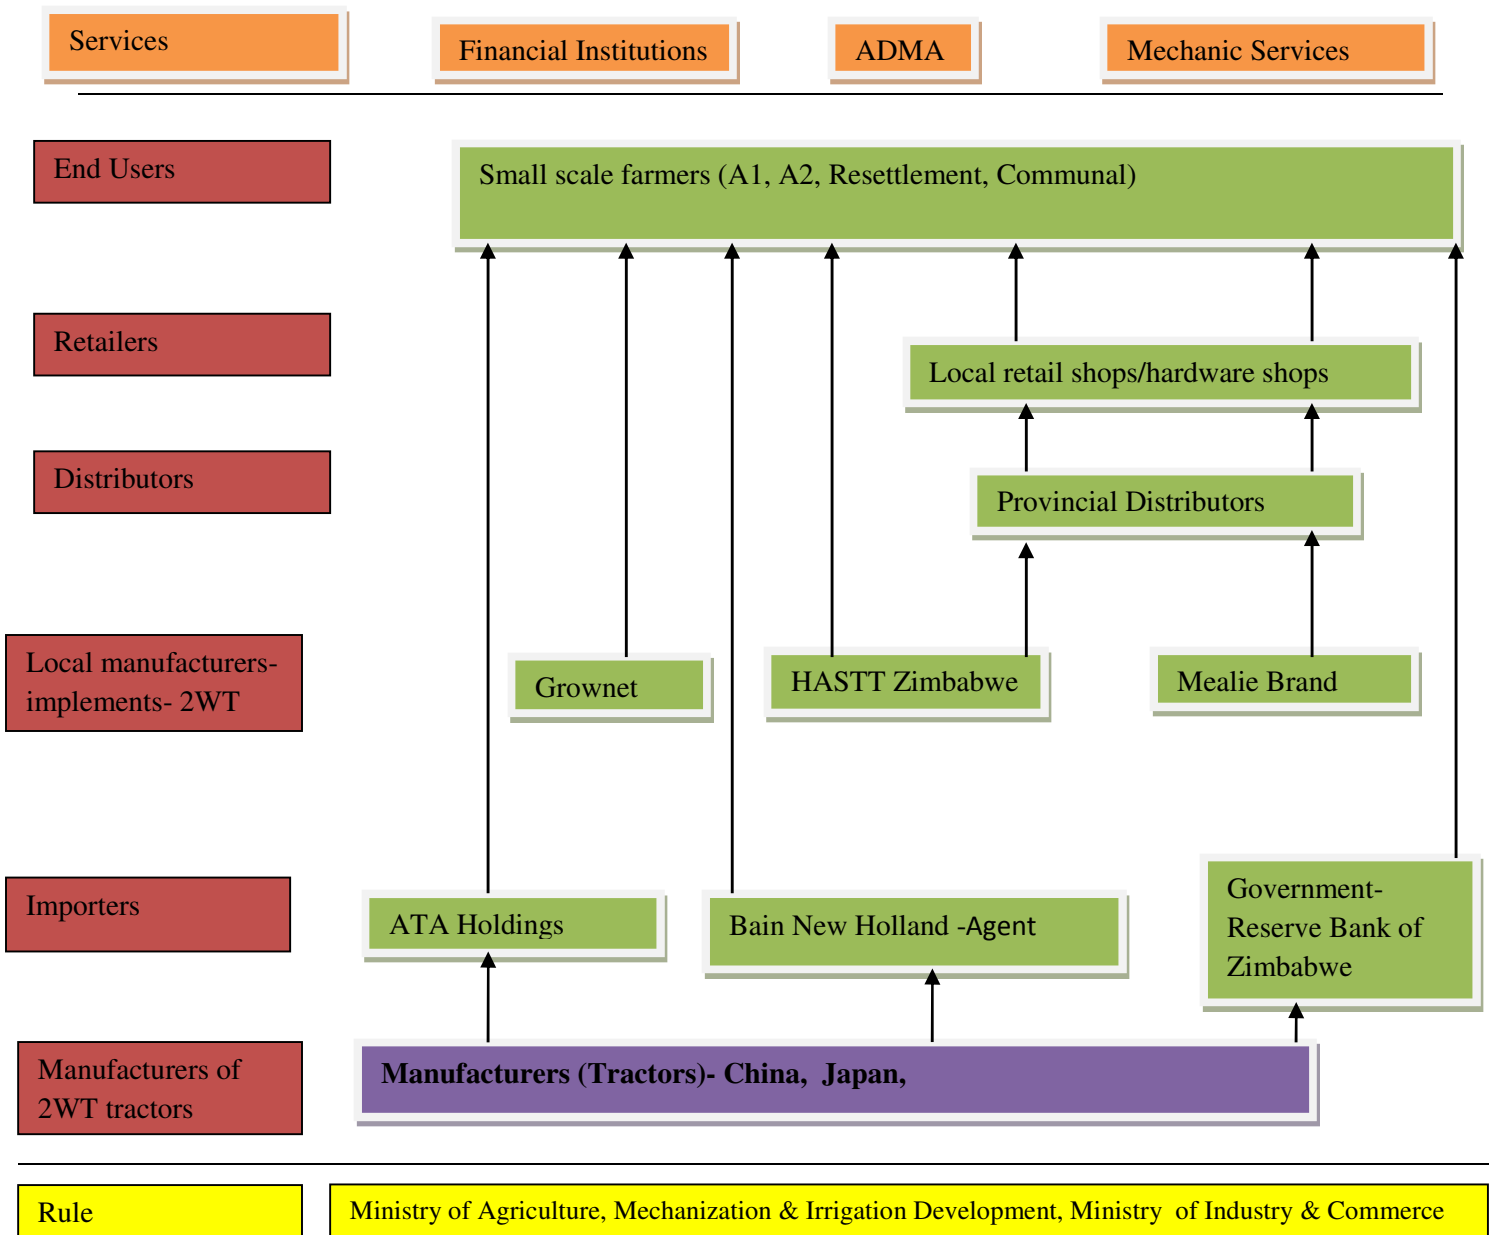 Services
Financial Institutions
ADMA
Mechanic Services
End Users
Small scale farmers (A1, A2, Resettlement, Communal)
Retailers
Local retail shops/hardware shops
Distributors
Provincial Distributors
Local manufacturers-
implements- 2WT
Grownet
HASTT Zimbabwe
Mealie Brand
Importers
ATA Holdings
Bain New Holland -Agent
Government-
Reserve Bank of
Zimbabwe
Manufacturers of
2WT tractors
Manufacturers (Tractors)- China, Japan,
Rule
Ministry of Agriculture, Mechanization & Irrigation Development, Ministry of Industry & Commerce